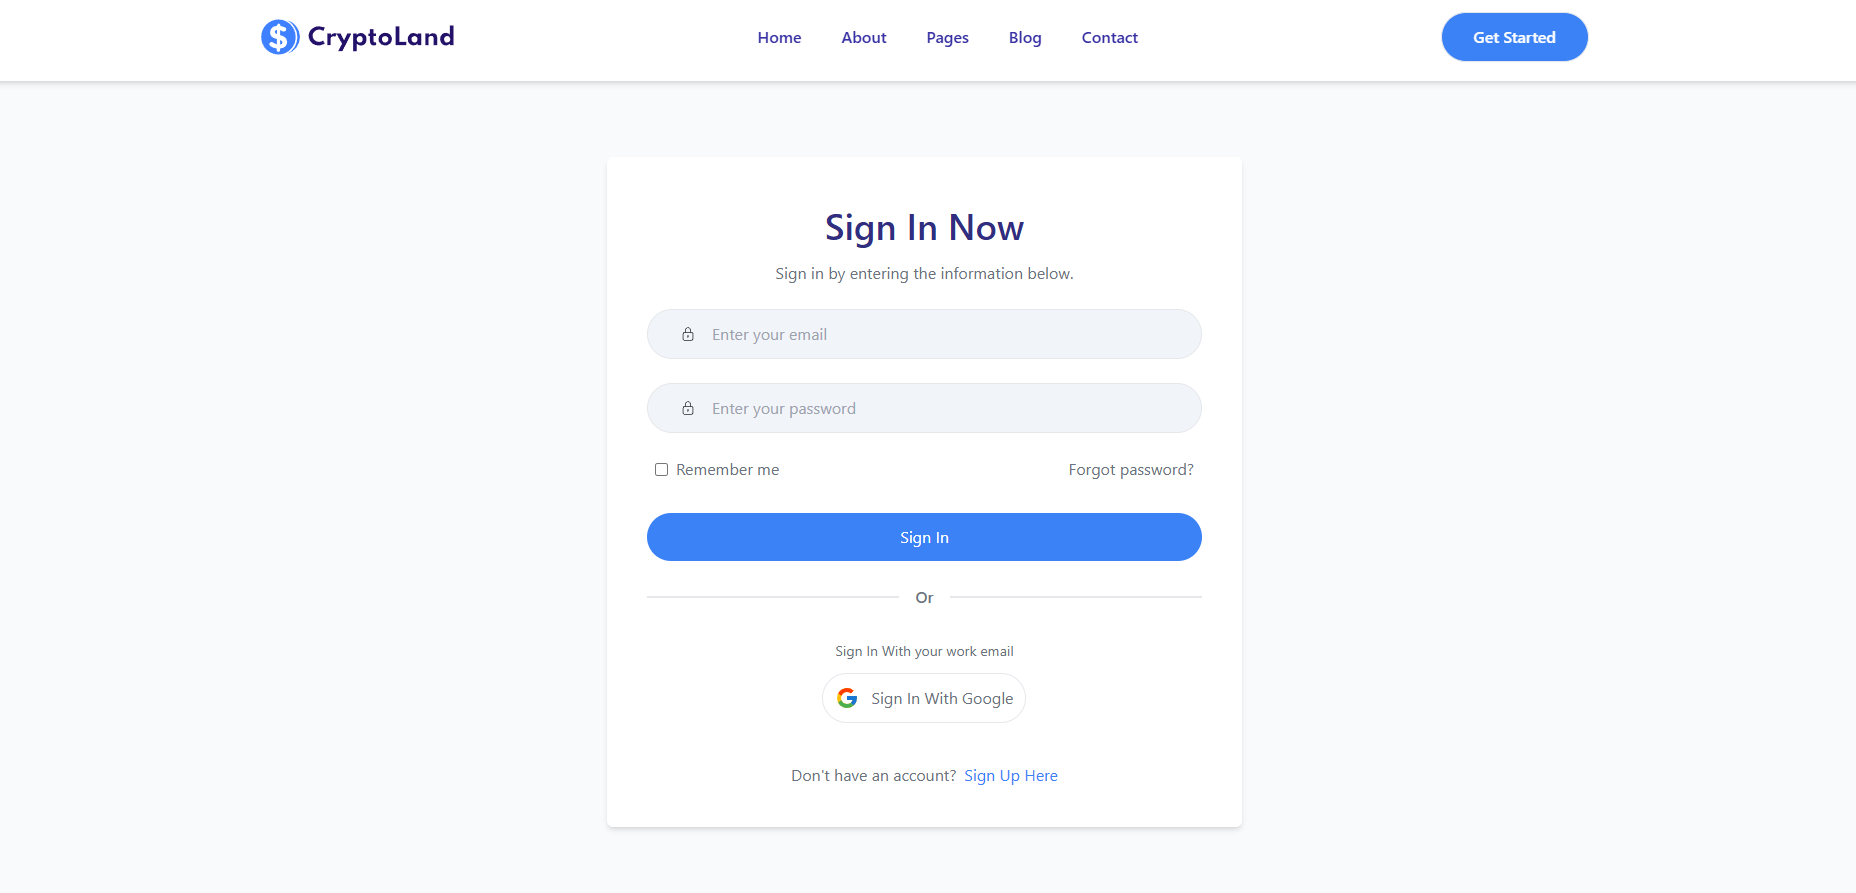 CryptoLand
Home About Pages Blog Contact
Get Started
Sign In Now
Sign in by entering the information below.
Enter your email
Enter your password
Remember me Forgot password?
Sign In
Or
Sign In With your work email
Sign In With Google
Don't have an account? Sign Up Here